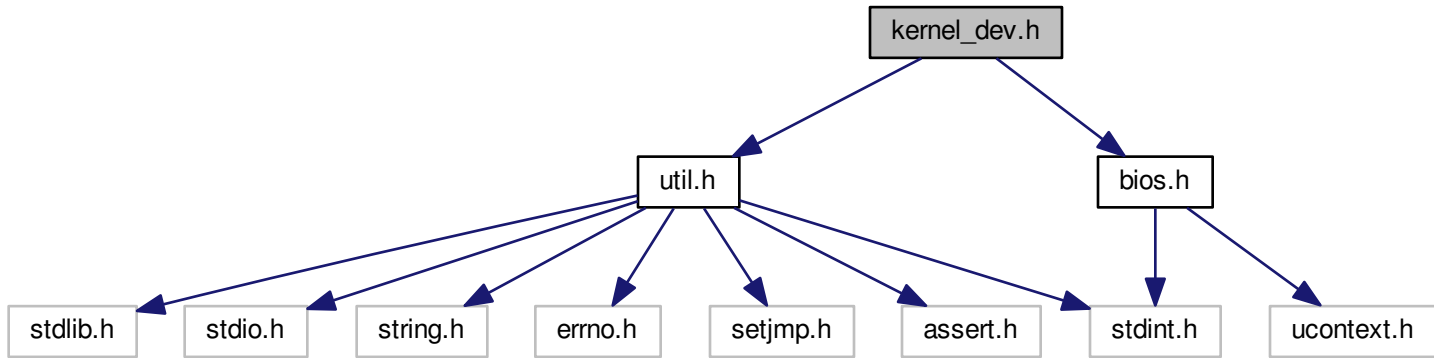 kernel_dev.h
util.h
bios.h
stdlib.h
stdio.h
string.h
errno.h
setjmp.h
assert.h
stdint.h
ucontext.h